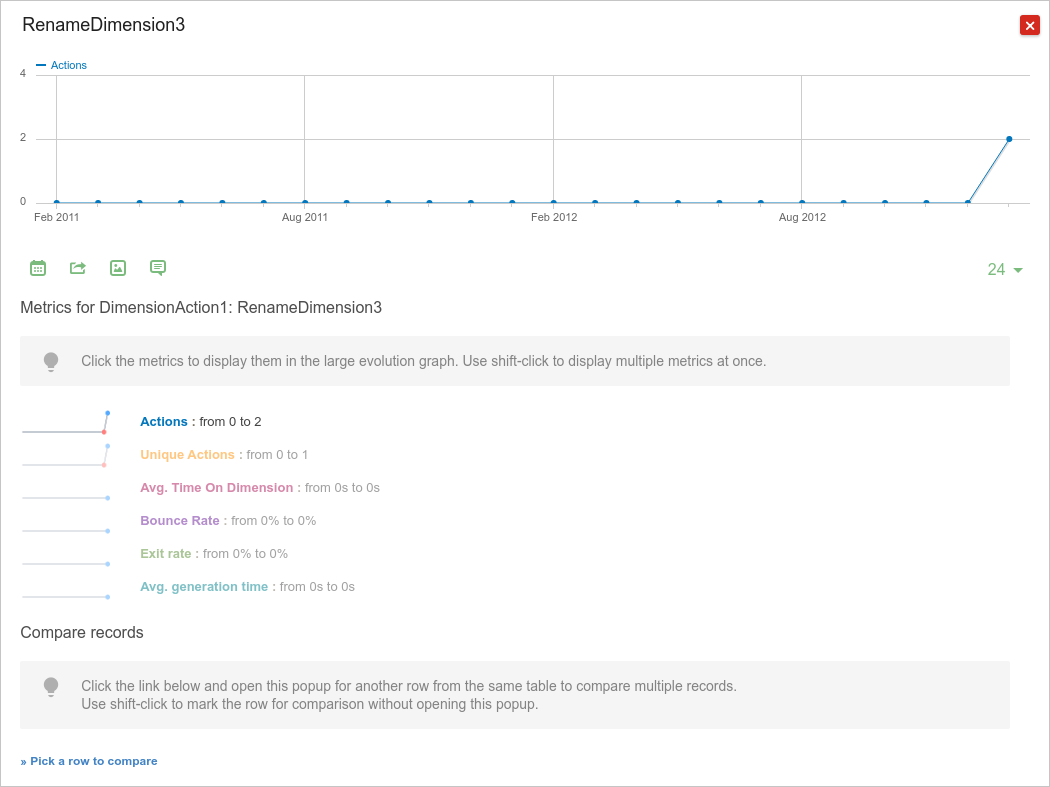 RenameDimension3
Actions
4
2
0
Feb 2011 Aug 2011 Feb 2012 Aug 2012
24
Metrics for DimensionAction1: RenameDimension3
Click the metrics to display them in the large evolution graph. Use shift-click to display multiple metrics at once.
Actions : from 0 to 2
Unique Actions : from 0 to 1
Avg. Time On Dimension : from 0s to 0s
Bounce Rate : from 0% to 0%
Exit rate : from 0% to 0%
Avg. generation time : from 0s to 0s
Compare records
Click the link below and open this popup for another row from the same table to compare multiple records.
Use shift-click to mark the row for comparison without opening this popup.
» Pick a row to compare